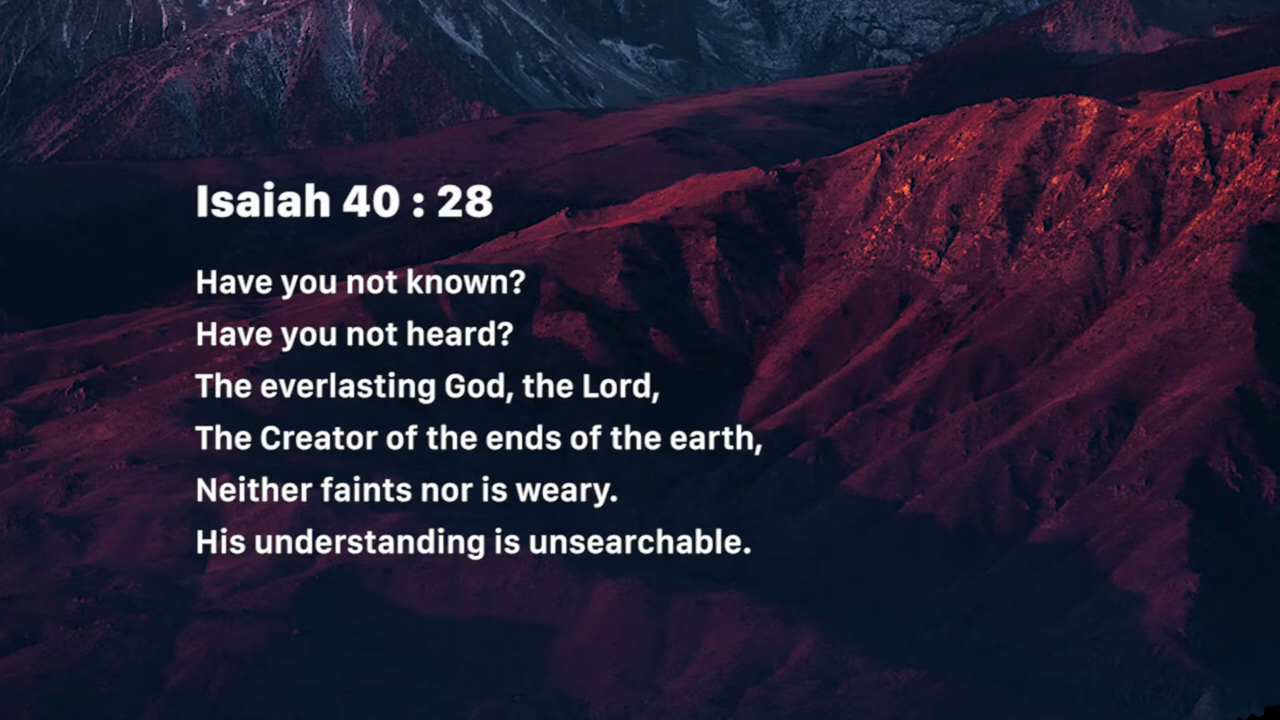 Isaiah 40 : 28
Have you not known?
Have you not heard?
The everlasting God, the Lord,
The Creator of the ends of the earth,
Neither faints nor is weary.
His understanding is unsearchable.